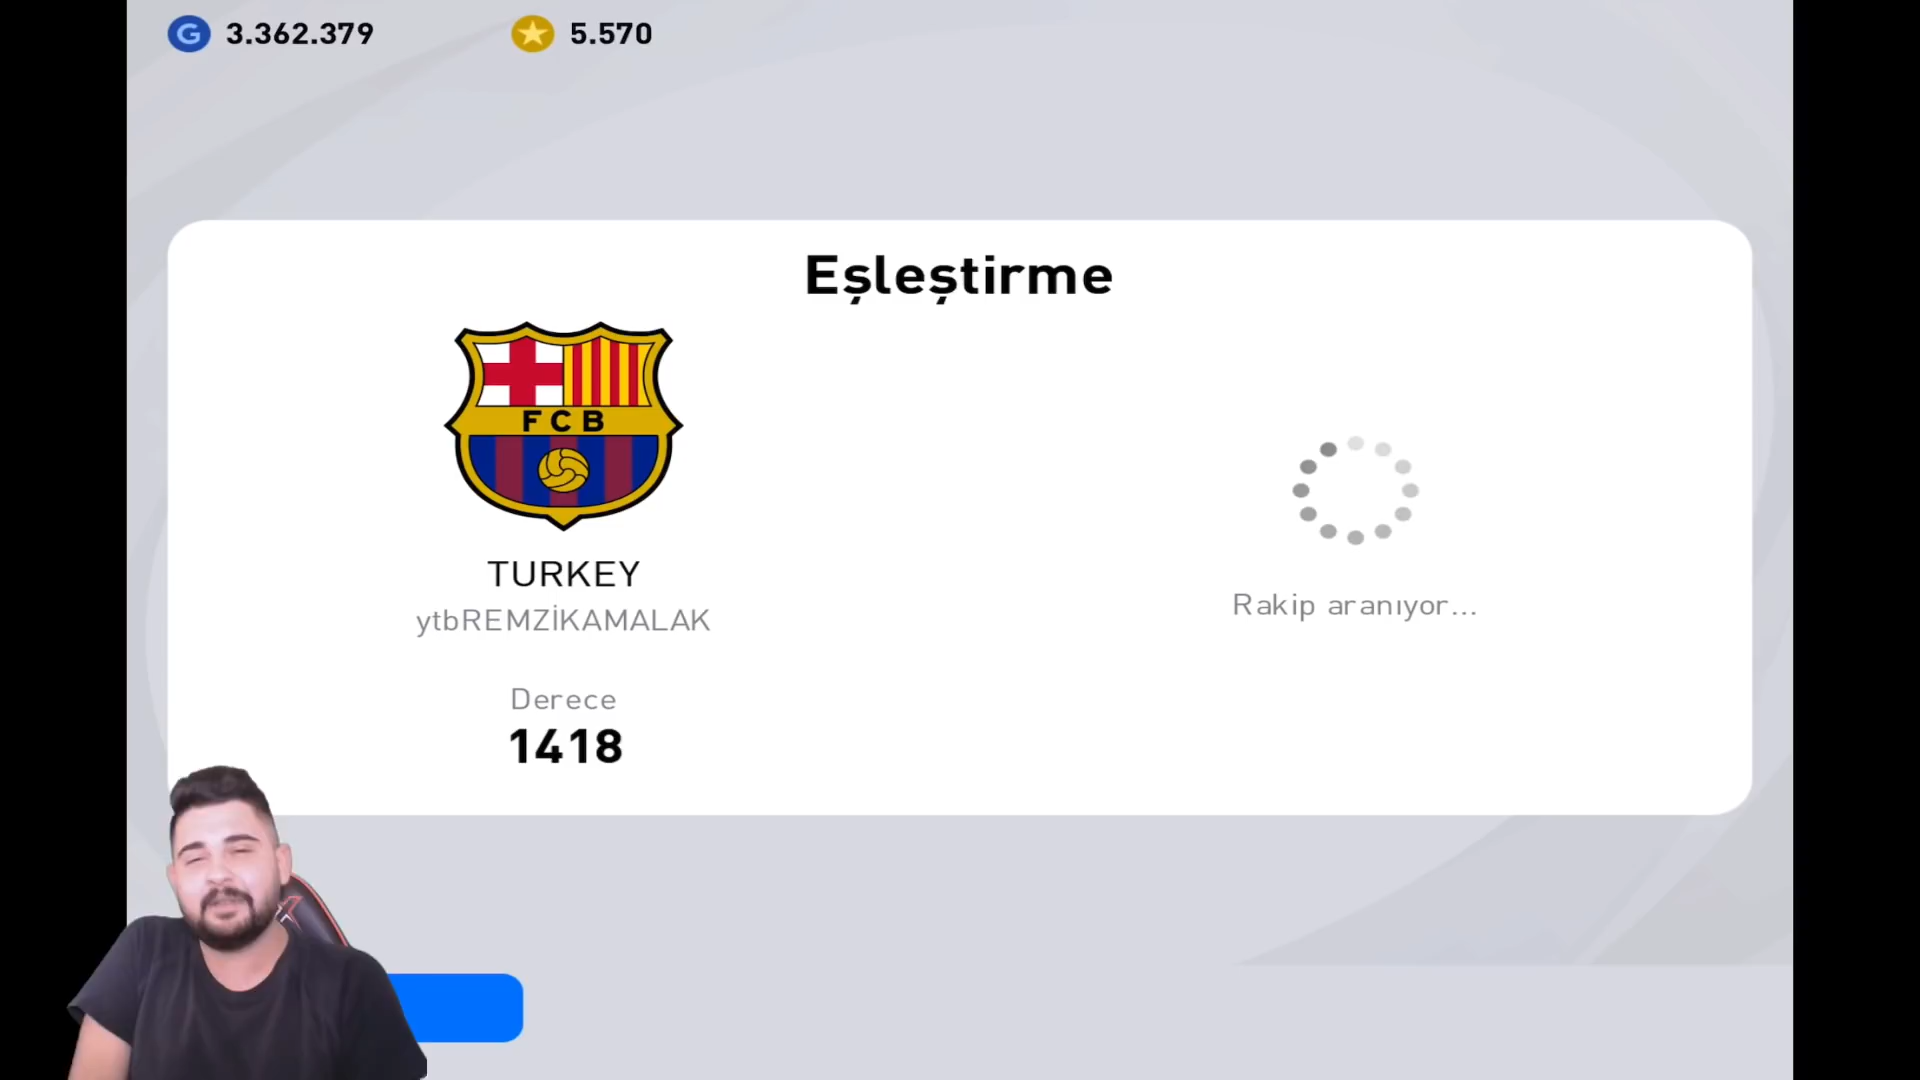 3.362.379
5.570
Eşleştirme
FCB
TURKEY
ytbREMZİKAMALAK
Rakip aranıyor...
Derece
1418